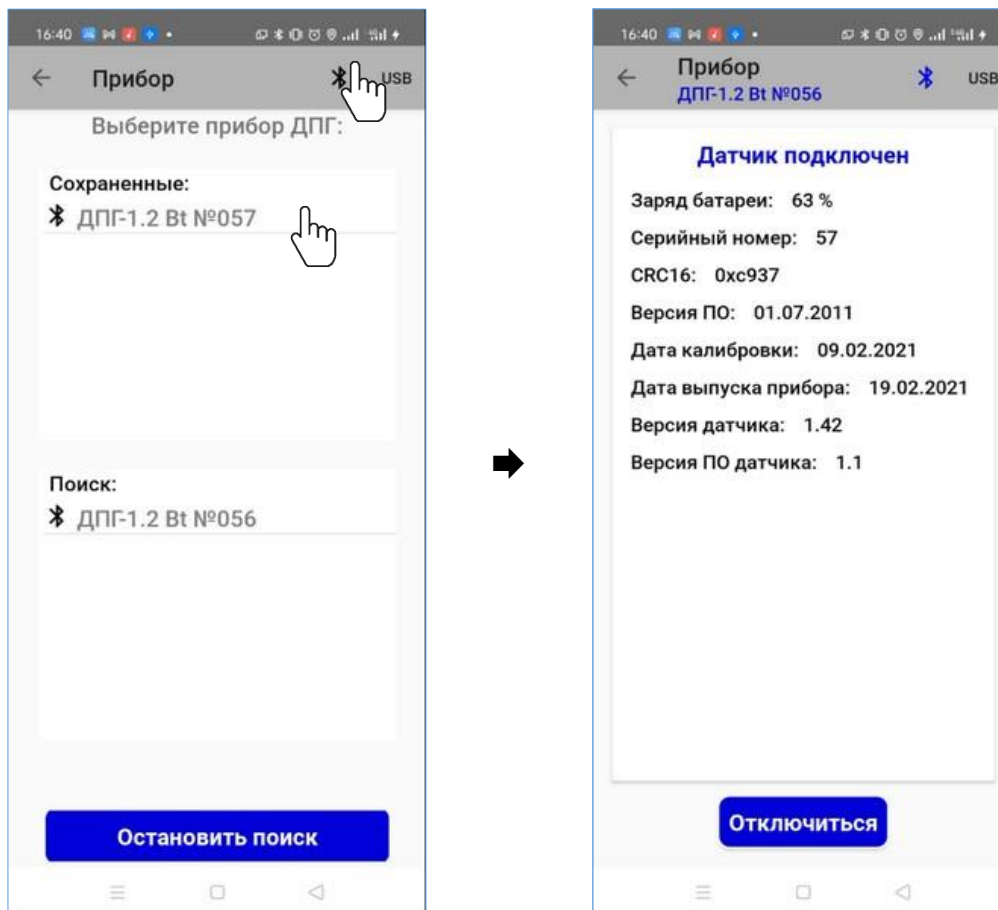 16:40
Прибор
USB
Выберите прибор ДПГ:
Сохраненные:
ДПГ-1.2 Bt №057
Поиск:
ДПГ-1.2 Bt №056
Остановить поиск
16:40
Прибор
ДПГ-1.2 Bt №056
USB
Датчик подключен
Заряд батареи: 63 %
Серийный номер: 57
CRC16: 0xc937
Версия ПО: 01.07.2011
Дата калибровки: 09.02.2021
Дата выпуска прибора: 19.02.2021
Версия датчика: 1.42
Версия ПО датчика: 1.1
Отключиться